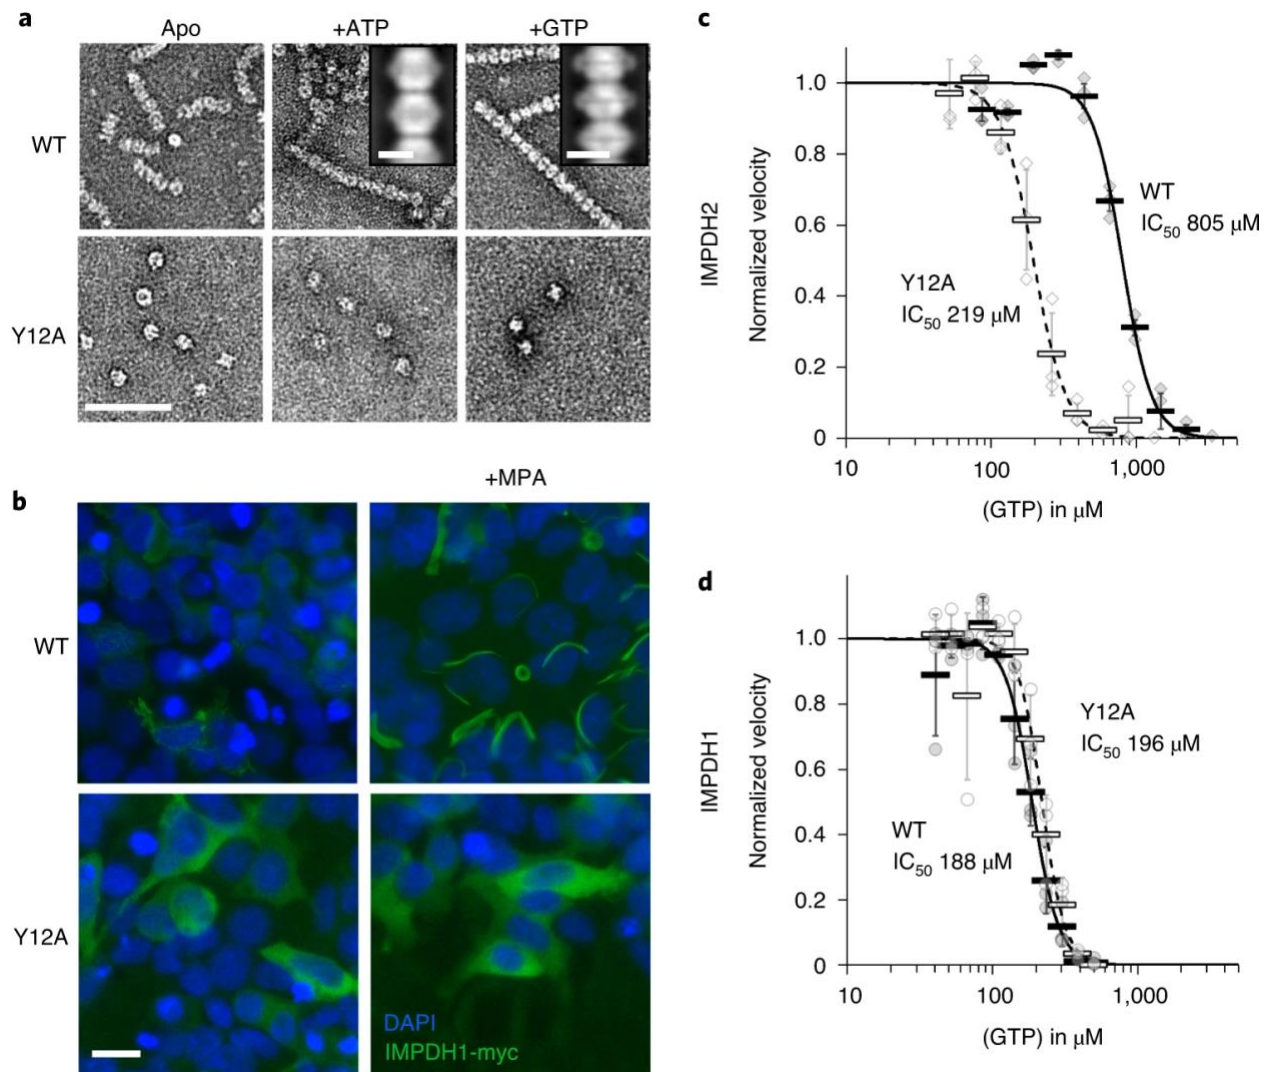 a
Apo
+ATP
+GTP
WT
Y12A
b
+MPA
WT
Y12A
DAPI
IMPDH1-myc
c
IMPDH2
Normalized velocity
1.0
0.8
0.6
0.4
0.2
0
WT
IC50 805 μM
Y12A
IC50 219 μM
10
100
1,000
(GTP) in μM
d
IMPDH1
Normalized velocity
1.0
0.8
0.6
0.4
0.2
0
Y12A
IC50 196 μM
WT
IC50 188 μM
10
100
1,000
(GTP) in μM